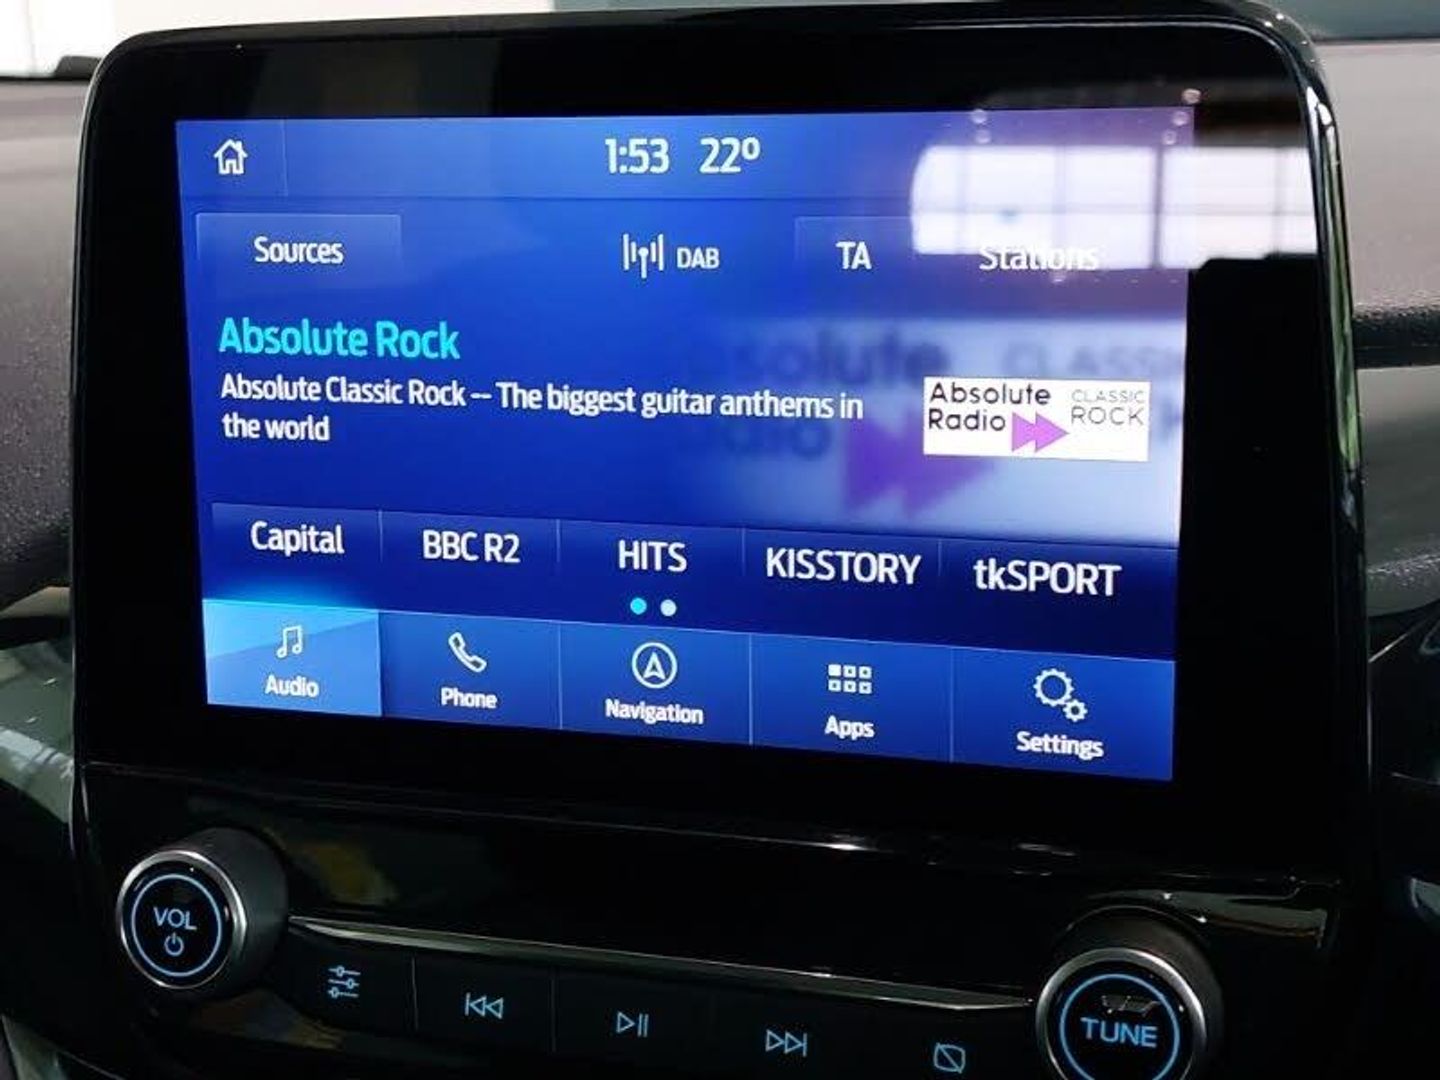 1:53 22º
Sources
DAB
TA
Stations
Absolute Rock
Absolute Classic Rock -- The biggest guitar anthems in
the world
Absolute
Radio
CLASSIC
ROCK
Capital
BBC R2
HITS
KISSTORY
tkSPORT
Audio
Phone
Navigation
Apps
Settings
VOL
TUNE